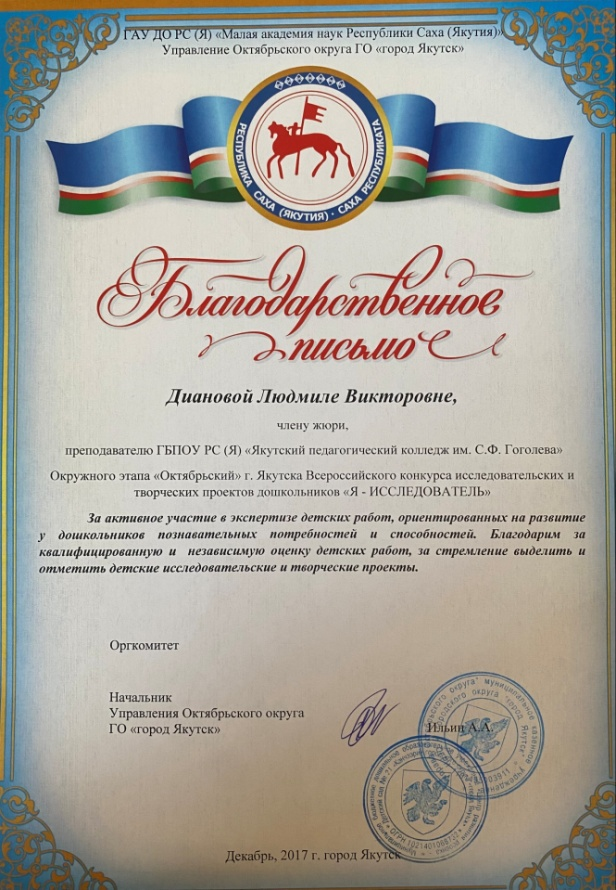 ГАУ ДО РС (Я) «Малая академия наук Республики Саха (Якутия)»
Управление Октябрьского округа ГО «город Якутск»
РЕСПУБЛИКА САХА (ЯКУТИЯ) · САХА РЕСПУБЛИКАТА
Благодарственное
письмо
Диановой Людмиле Викторовне,
члену жюри,
преподавателю ГБПОУ РС (Я) «Якутский педагогический колледж им. С.Ф. Гоголева»
Окружного этапа «Октябрьский» г. Якутска Всероссийского конкурса исследовательских и
творческих проектов дошкольников «Я - ИССЛЕДОВАТЕЛЬ»
За активное участие в экспертизе детских работ, ориентированных на развитие
у дошкольников познавательных потребностей и способностей. Благодарим за
квалифицированную и независимую оценку детских работ, за стремление выделить и
отметить детские исследовательские и творческие проекты.
Оргкомитет
Начальник
Управления Октябрьского округа
ГО «город Якутск»
Ильин А.А.
Декабрь, 2017 г. город Якутск